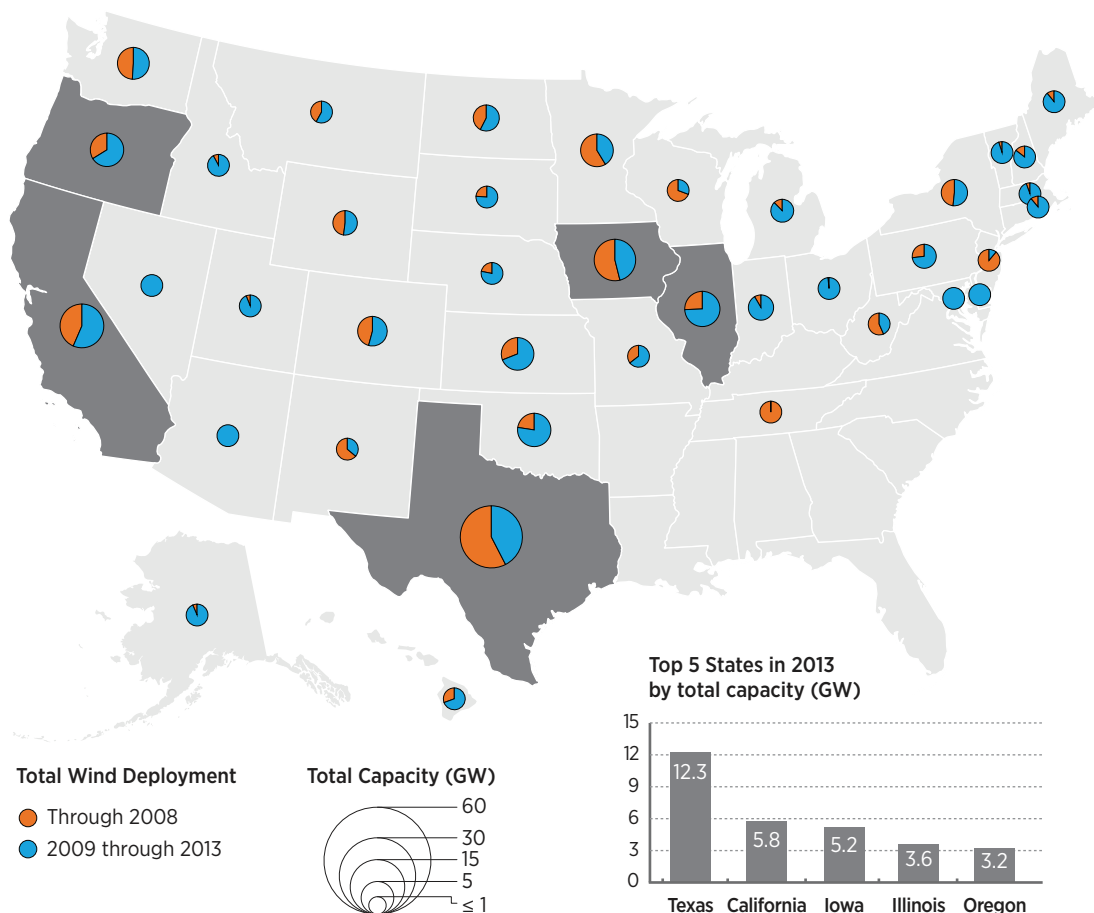 Top 5 States in 2013
by total capacity (GW)
15
12
9
6
3
0
12.3
5.8
5.2
3.6
3.2
Texas California Iowa Illinois Oregon
Total Wind Deployment
Through 2008
2009 through 2013
Total Capacity (GW)
60
30
15
5
≤ 1